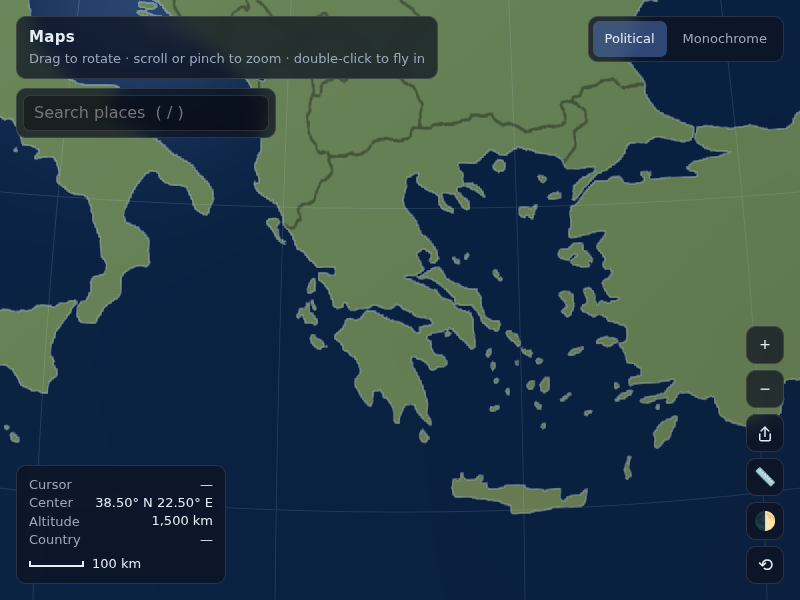 Maps
Drag to rotate · scroll or pinch to zoom · double-click to fly in
Political
Monochrome
Search places ( / )
+
−
Cursor —
Center 38.50° N 22.50° E
Altitude 1,500 km
Country —
100 km